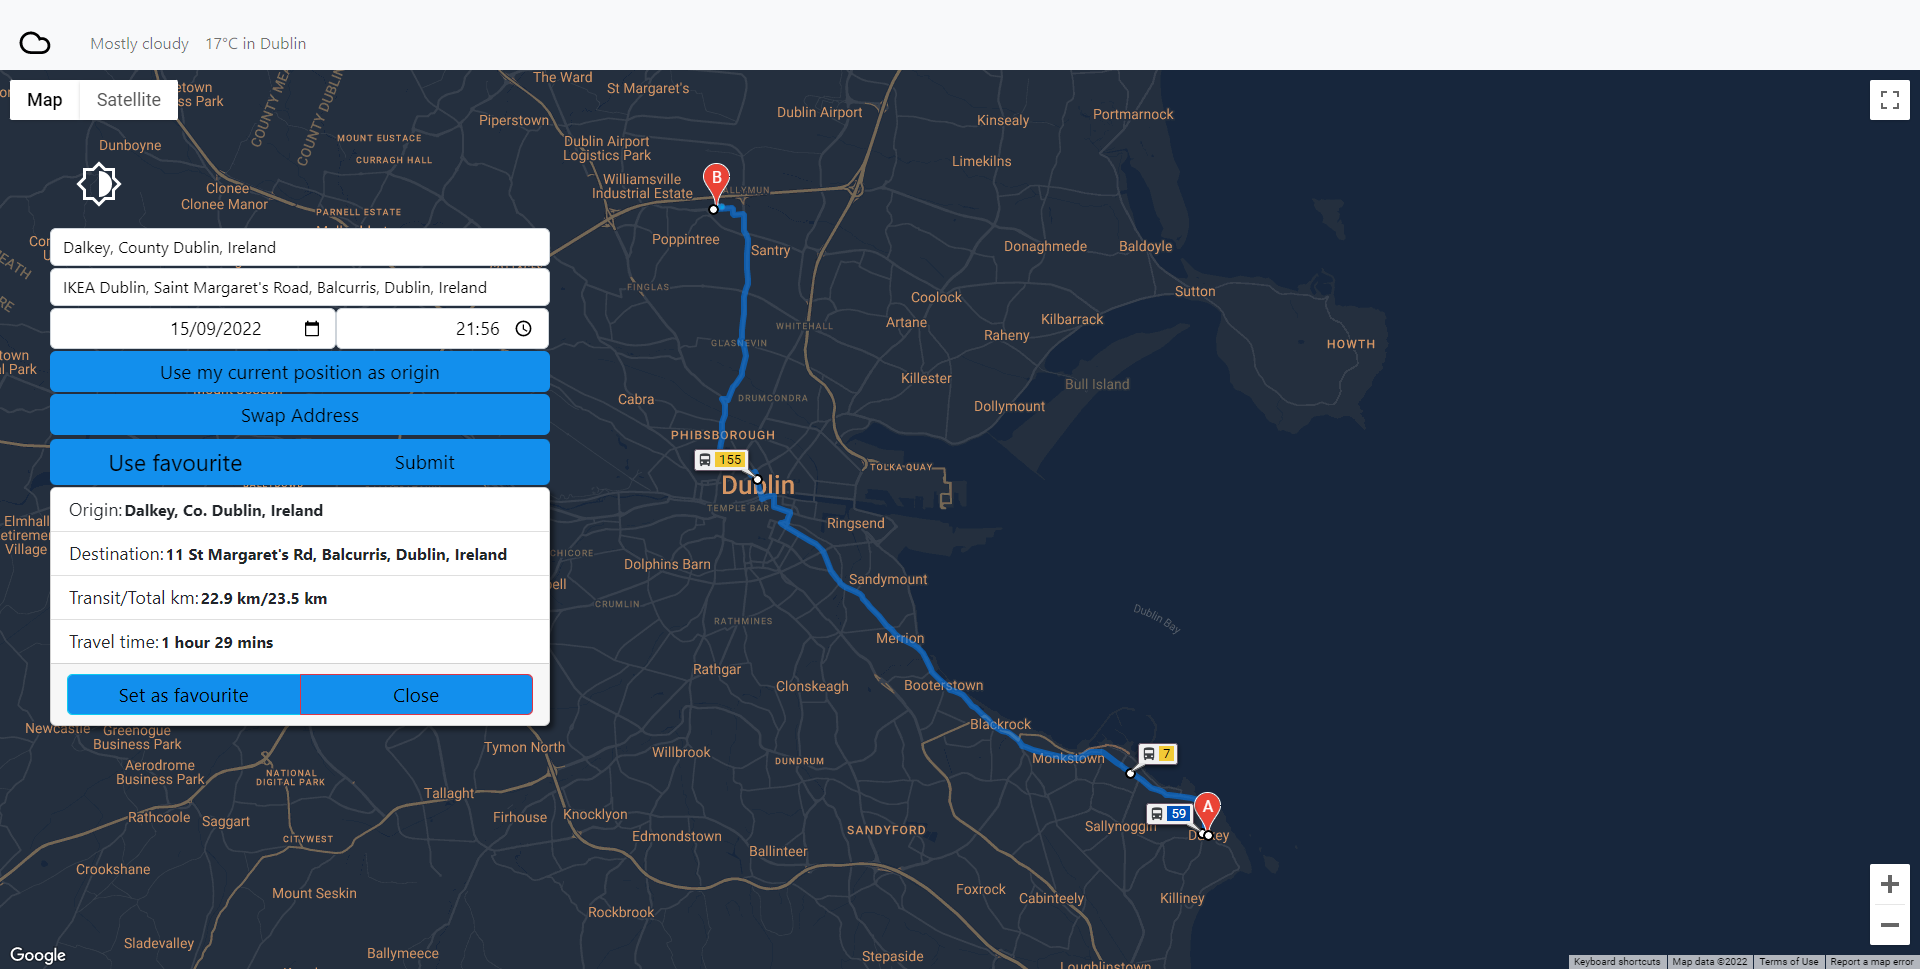 Mostly cloudy 17°C in Dublin
Map Satellite
Dalkey, County Dublin, Ireland
IKEA Dublin, Saint Margaret's Road, Balcurris, Dublin, Ireland
15/09/2022 21:56
Use my current position as origin
Swap Address
Use favourite Submit
Origin: Dalkey, Co. Dublin, Ireland
Destination: 11 St Margaret's Rd, Balcurris, Dublin, Ireland
Transit/Total km: 22.9 km/23.5 km
Travel time: 1 hour 29 mins
Set as favourite Close
The Ward
St Margaret's
Piperstown
Dublin Airport
Kinsealy
Portmarnock
COUNTY DUBLIN
MOUNT EUSTACE
CURRAGH HALL
Dunboyne
Dublin Airport
Logistics Park
Limekilns
Williamsville
Industrial Estate
B
Clonee
Clonee Manor
PARNELL ESTATE
Poppintree
Santry
Donaghmede
Baldoyle
FINGLAS
Coolock
Sutton
WHITEHALL
Artane
Kilbarrack
Raheny
GLASNEVIN
HOWTH
Killester
Bull Island
Cabra
DRUMCONDRA
Dollymount
PHIBSBOROUGH
155
TOLKA-QUAY
Dublin
TEMPLE BAR
Ringsend
Dolphins Barn
Sandymount
CRUMLIN
RATHMINES
Dublin Bay
Merrion
Rathgar
Clonskeagh
Booterstown
Blackrock
Newcastle
Greenogue
Business Park
Tymon North
Willbrook
DUNDRUM
Monkstown
7
Aerodrome
Business Park
NATIONAL
DIGITAL PARK
Tallaght
A
59
Rathcoole
Saggart
Firhouse
Knocklyon
Sallynoggin
CITYWEST
Edmondstown
SANDYFORD
Ballinteer
Crookshane
Mount Seskin
Foxrock
Cabinteely
Killiney
Rockbrook
Sladevalley
Ballymeece
Stepaside
Loughlinstown
Google
Keyboard shortcuts Map data ©2022 Terms of Use Report a map error